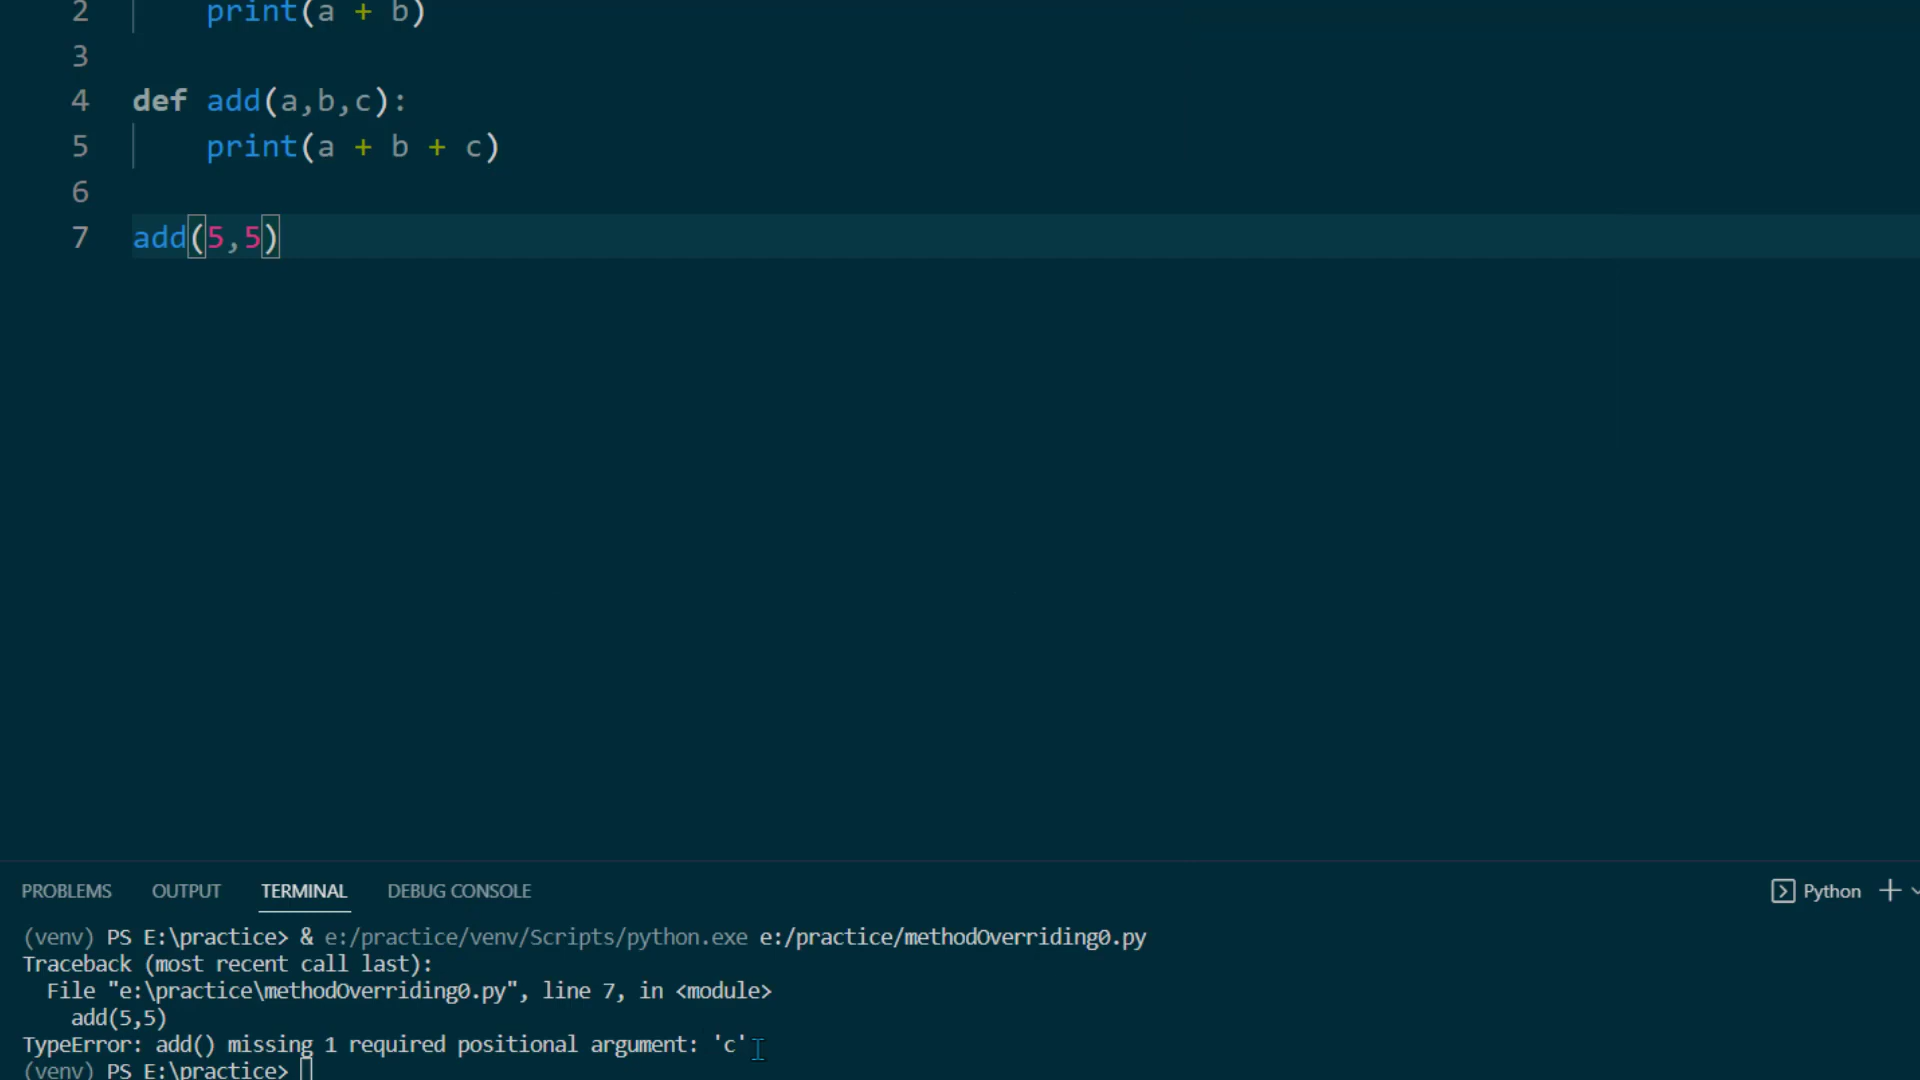 2 print(a + b)
3
4 def add(a,b,c):
5 print(a + b + c)
6
7 add(5,5)
PROBLEMS OUTPUT TERMINAL DEBUG CONSOLE Python
(venv) PS E:\practice> & e:/practice/venv/Scripts/python.exe e:/practice/methodOverriding0.py
Traceback (most recent call last):
File "e:\practice\methodOverriding0.py", line 7, in <module>
add(5,5)
TypeError: add() missing 1 required positional argument: 'c'
(venv) PS E:\practice>